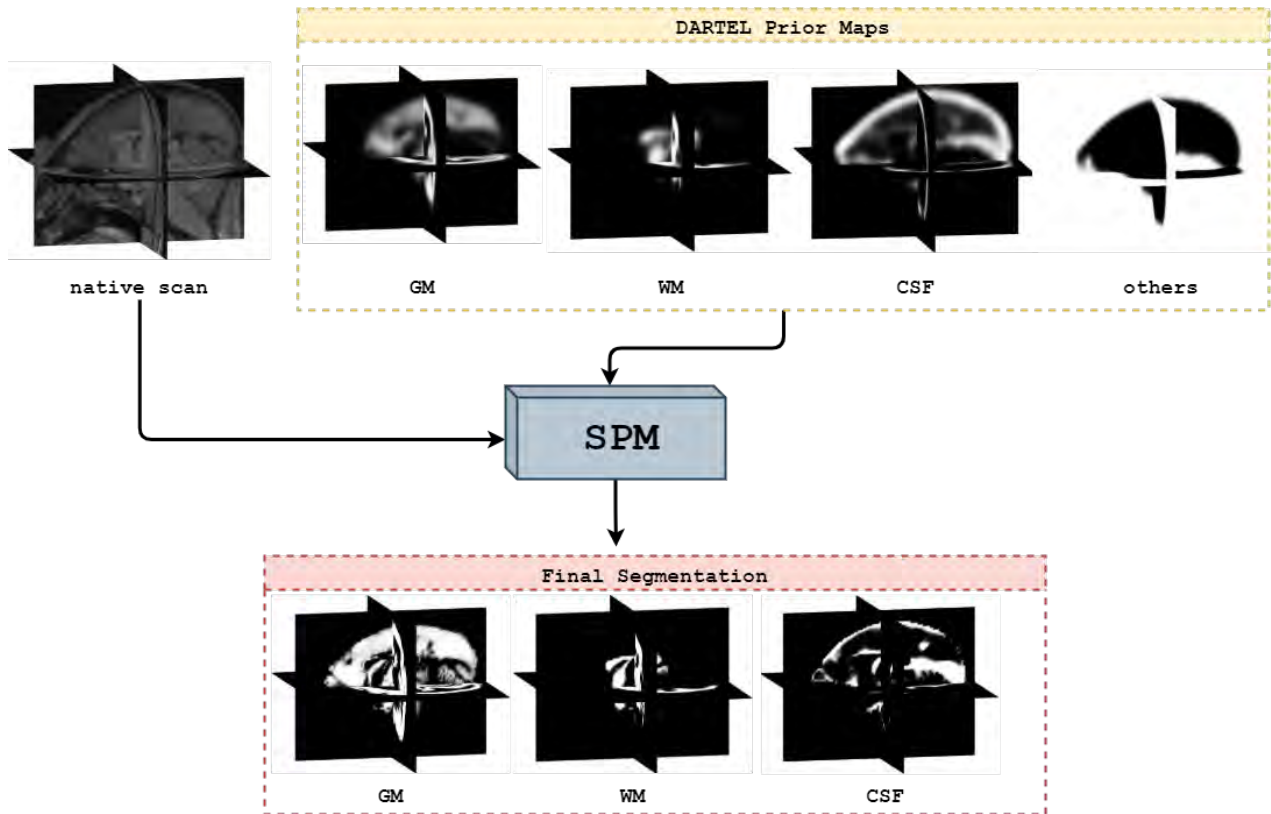 DARTEL Prior Maps
native scan
GM
WM
CSF
others
SPM
Final Segmentation
GM
WM
CSF